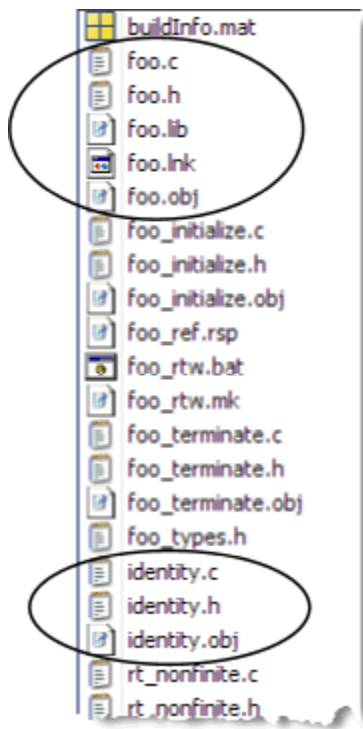 buildInfo.mat
foo.c
foo.h
foo.lib
foo.lnk
foo.obj
foo_initialize.c
foo_initialize.h
foo_initialize.obj
foo_ref.rsp
foo_rtw.bat
foo_rtw.mk
foo_terminate.c
foo_terminate.h
foo_terminate.obj
foo_types.h
identity.c
identity.h
identity.obj
rt_nonfinite.c
rt_nonfinite.h